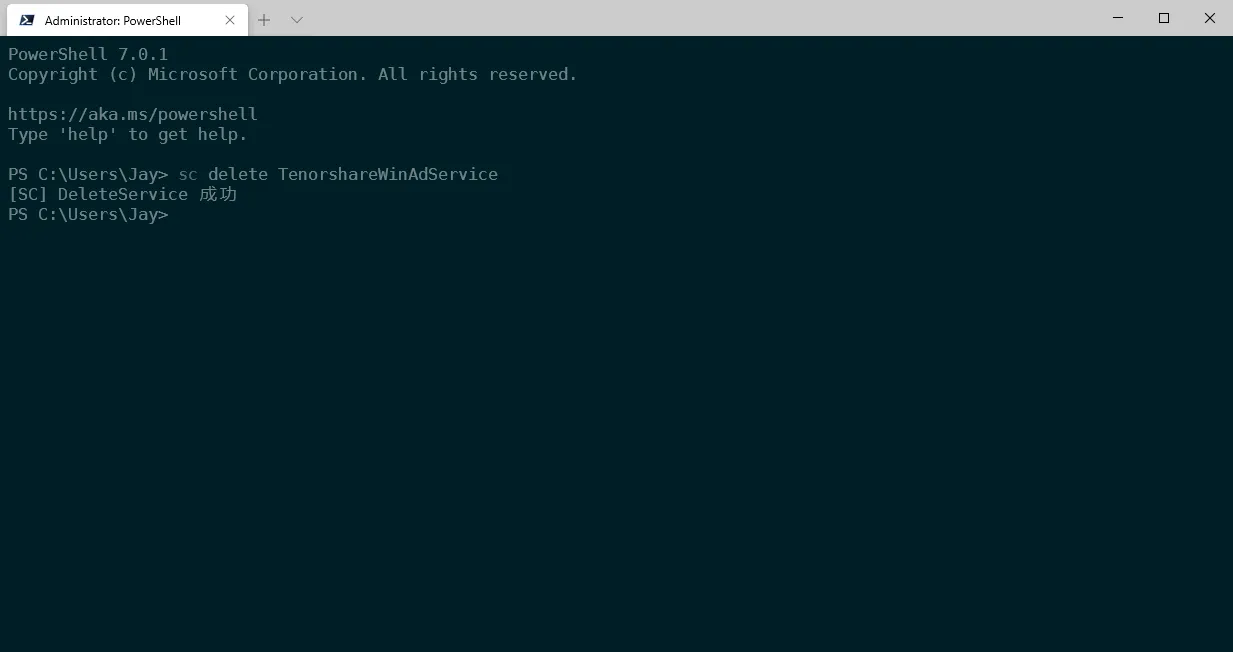 Administrator: PowerShell
PowerShell 7.0.1
Copyright (c) Microsoft Corporation. All rights reserved.
https://aka.ms/powershell
Type 'help' to get help.
PS C:\Users\Jay> sc delete TenorshareWinAdService
[SC] DeleteService 成功
PS C:\Users\Jay>